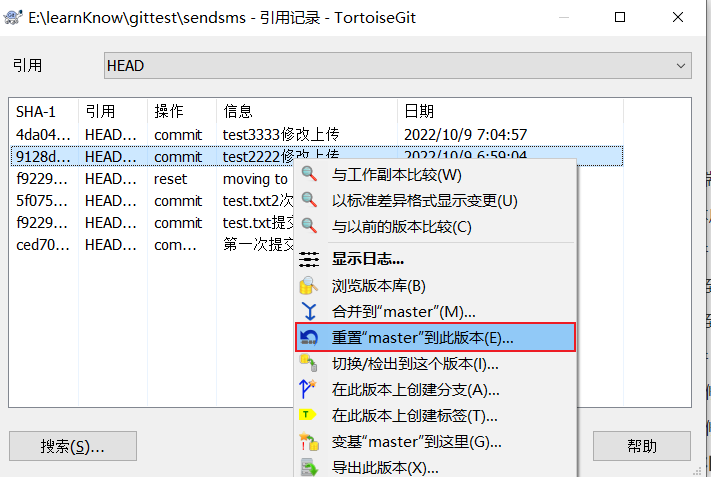 E:\learnKnow\gittest\sendsms - 引用记录 - TortoiseGit
引用 HEAD
SHA-1 引用 操作 信息 日期
4da04... HEAD... commit test3333修改上传 2022/10/9 7:04:57
9128d... HEAD... commit test2222修改上传 2022/10/9 6:59:04
f9229... HEAD... reset moving to
5f075... HEAD... commit test.txt2次
f9229... HEAD... commit test.txt提交
ced70... HEAD... com... 第一次提交
与工作副本比较(W)
以标准差异格式显示变更(U)
与以前的版本比较(C)
显示日志...
浏览版本库(B)
合并到“master”(M)...
重置“master”到此版本(E)...
切换/检出到这个版本(I)...
在此版本上创建分支(A)...
在此版本上创建标签(T)...
变基“master”到这里(G)...
导出此版本(X)...
搜索(S)...
帮助